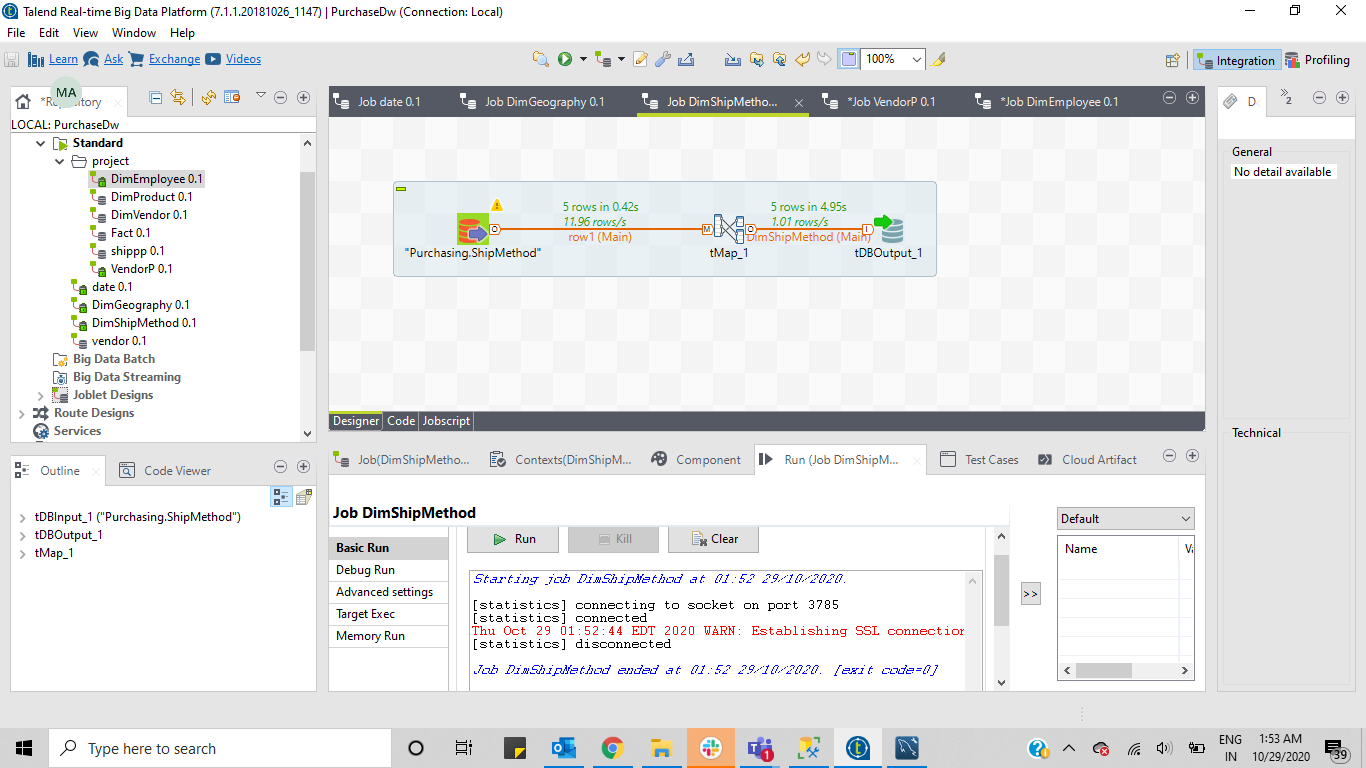 Talend Real-time Big Data Platform (7.1.1.20181026_1147) | PurchaseDw (Connection: Local)
File Edit View Window Help
Learn Ask Exchange Videos
100%
Integration Profiling
MA
LOCAL: PurchaseDw
Standard
project
DimEmployee 0.1
DimProduct 0.1
DimVendor 0.1
Fact 0.1
shippp 0.1
VendorP 0.1
date 0.1
DimGeography 0.1
DimShipMethod 0.1
vendor 0.1
Big Data Batch
Big Data Streaming
Joblet Designs
Route Designs
Services
Job date 0.1 Job DimGeography 0.1 Job DimShipMetho... *Job VendorP 0.1 *Job DimEmployee 0.1
5 rows in 0.42s 5 rows in 4.95s
11.96 rows/s 1.01 rows/s
row1 (Main) DimShipMethod (Main)
O M O I
"Purchasing.ShipMethod" tMap_1 tDBOutput_1
Designer Code Jobscript
D 2
General
No detail available
Technical
Outline Code Viewer
tDBInput_1 ("Purchasing.ShipMethod")
tDBOutput_1
tMap_1
Job(DimShipMetho... Contexts(DimShipM... Component Run (Job DimShipM... Test Cases Cloud Artifact
Job DimShipMethod
Basic Run
Debug Run
Advanced settings
Target Exec
Memory Run
Run Kill Clear
Starting job DimShipMethod at 01:52 29/10/2020.
[statistics] connecting to socket on port 3785
[statistics] connected
Thu Oct 29 01:52:44 EDT 2020 WARN: Establishing SSL connection
[statistics] disconnected
Job DimShipMethod ended at 01:52 29/10/2020. [exit code=0]
>>
Default
Name
Type here to search
1
ENG
IN
1:53 AM
10/29/2020
39